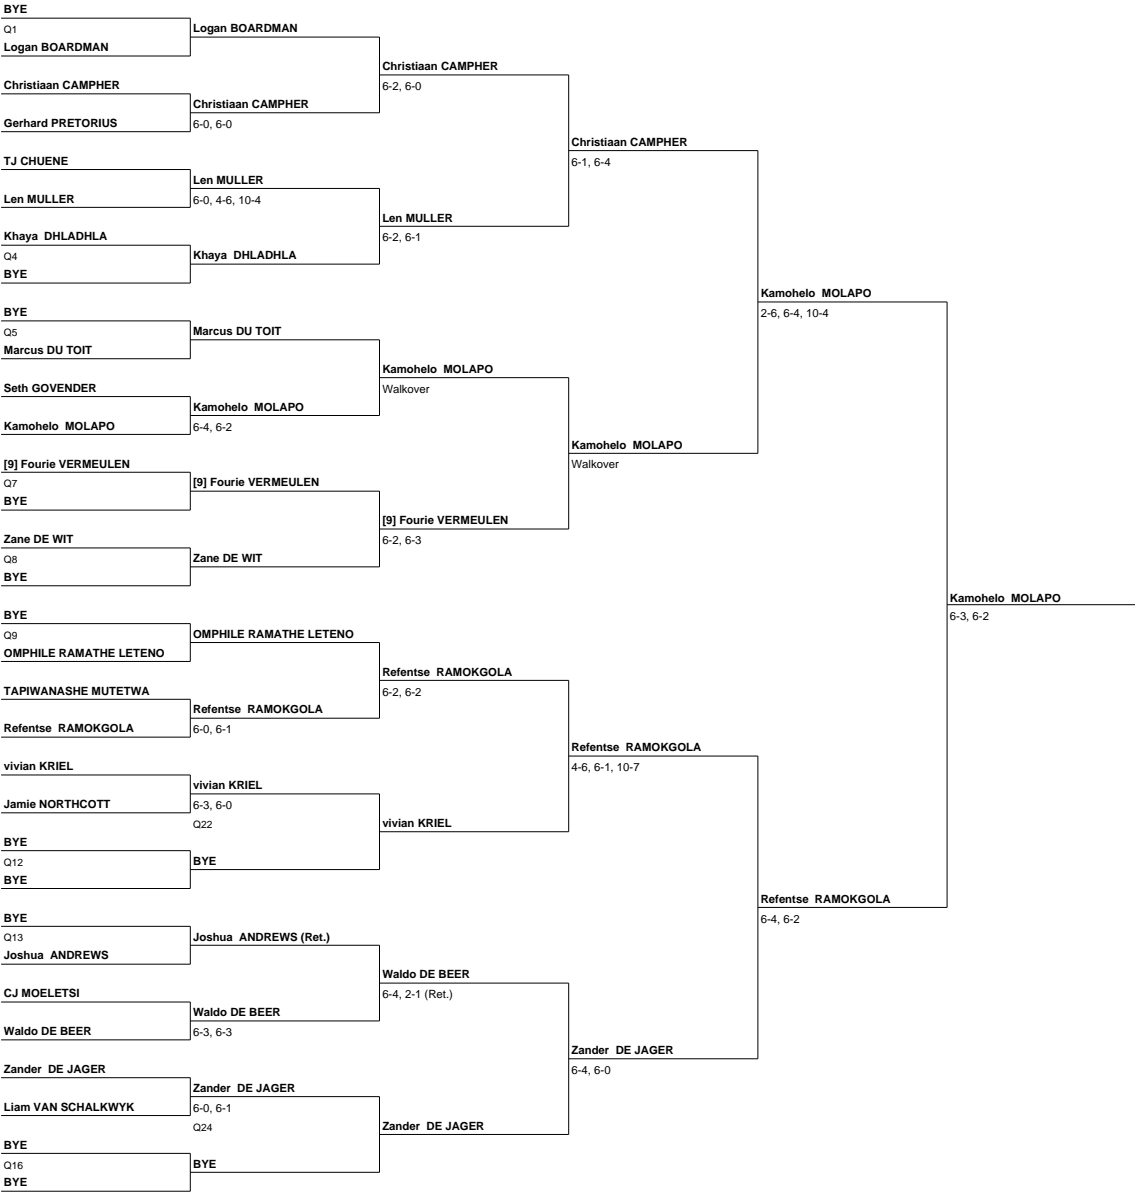 BYE
Q1
Logan BOARDMAN
Logan BOARDMAN
Christiaan CAMPHER
6-2, 6-0
Christiaan CAMPHER
Christiaan CAMPHER
6-0, 6-0
Gerhard PRETORIUS
Christiaan CAMPHER
6-1, 6-4
TJ CHUENE
Len MULLER
6-0, 4-6, 10-4
Len MULLER
Len MULLER
6-2, 6-1
Khaya DHLADHLA
Q4
Khaya DHLADHLA
BYE
Kamohelo MOLAPO
2-6, 6-4, 10-4
BYE
Q5
Marcus DU TOIT
Marcus DU TOIT
Kamohelo MOLAPO
Walkover
Seth GOVENDER
Kamohelo MOLAPO
6-4, 6-2
Kamohelo MOLAPO
Kamohelo MOLAPO
Walkover
[9] Fourie VERMEULEN
Q7
[9] Fourie VERMEULEN
BYE
[9] Fourie VERMEULEN
6-2, 6-3
Zane DE WIT
Q8
Zane DE WIT
BYE
Kamohelo MOLAPO
6-3, 6-2
BYE
Q9
OMPHILE RAMATHE LETENO
OMPHILE RAMATHE LETENO
Refentse RAMOKGOLA
6-2, 6-2
TAPIWANASHE MUTETWA
Refentse RAMOKGOLA
6-0, 6-1
Refentse RAMOKGOLA
Refentse RAMOKGOLA
4-6, 6-1, 10-7
vivian KRIEL
vivian KRIEL
6-3, 6-0
Q22
Jamie NORTHCOTT
vivian KRIEL
BYE
Q12
BYE
BYE
Refentse RAMOKGOLA
6-4, 6-2
BYE
Q13
Joshua ANDREWS (Ret.)
Joshua ANDREWS
Waldo DE BEER
6-4, 2-1 (Ret.)
CJ MOELETSI
Waldo DE BEER
6-3, 6-3
Waldo DE BEER
Zander DE JAGER
6-4, 6-0
Zander DE JAGER
Zander DE JAGER
6-0, 6-1
Q24
Liam VAN SCHALKWYK
Zander DE JAGER
BYE
Q16
BYE
BYE